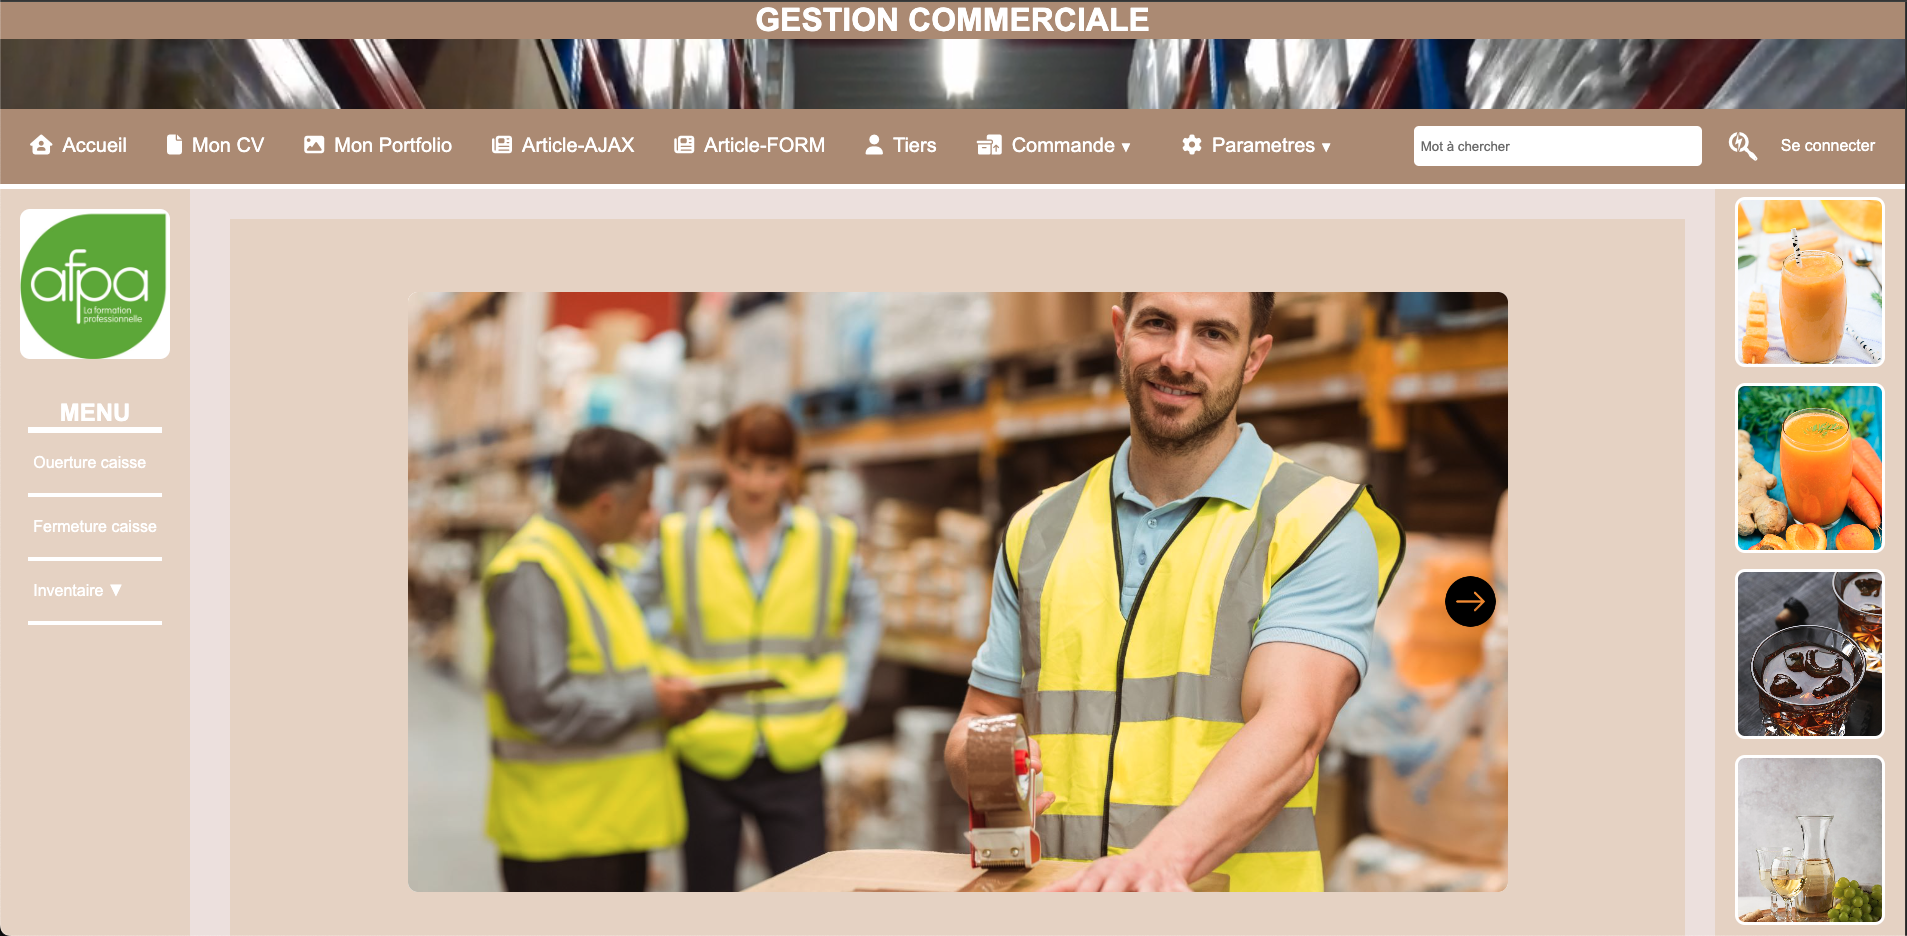 GESTION COMMERCIALE
Accueil Mon CV Mon Portfolio Article-AJAX Article-FORM Tiers Commande ▾ Parametres ▾ Mot à chercher Se connecter
afpa
La formation
professionnelle
MENU
Ouerture caisse
Fermeture caisse
Inventaire ▼